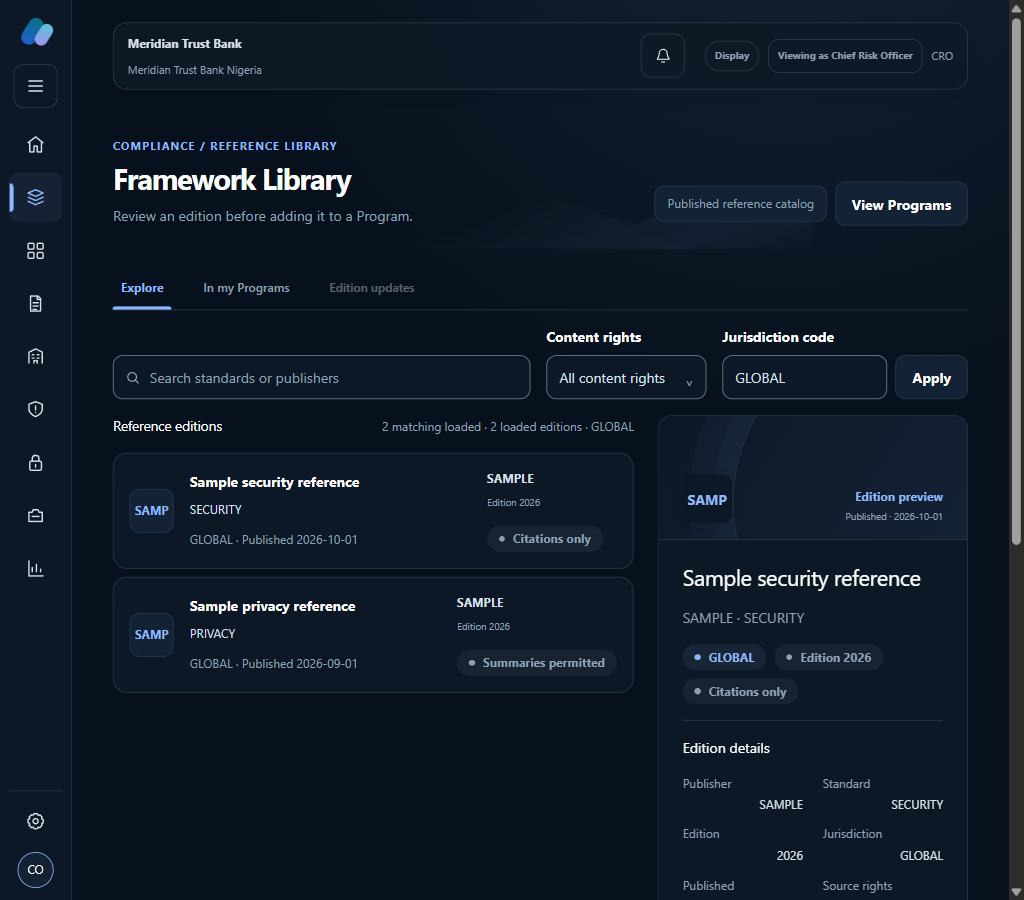 Meridian Trust Bank
Meridian Trust Bank Nigeria
Display
Viewing as Chief Risk Officer
CRO
COMPLIANCE / REFERENCE LIBRARY
Framework Library
Review an edition before adding it to a Program.
Published reference catalog
View Programs
Explore
In my Programs
Edition updates
Content rights
Jurisdiction code
Search standards or publishers
All content rights
GLOBAL
Apply
Reference editions
2 matching loaded · 2 loaded editions · GLOBAL
SAMP
Sample security reference
SECURITY
GLOBAL · Published 2026-10-01
SAMPLE
Edition 2026
Citations only
SAMP
Sample privacy reference
PRIVACY
GLOBAL · Published 2026-09-01
SAMPLE
Edition 2026
Summaries permitted
SAMP
Edition preview
Published · 2026-10-01
Sample security reference
SAMPLE · SECURITY
GLOBAL
Edition 2026
Citations only
Edition details
Publisher
SAMPLE
Standard
SECURITY
Edition
2026
Jurisdiction
GLOBAL
Published
Source rights
CO